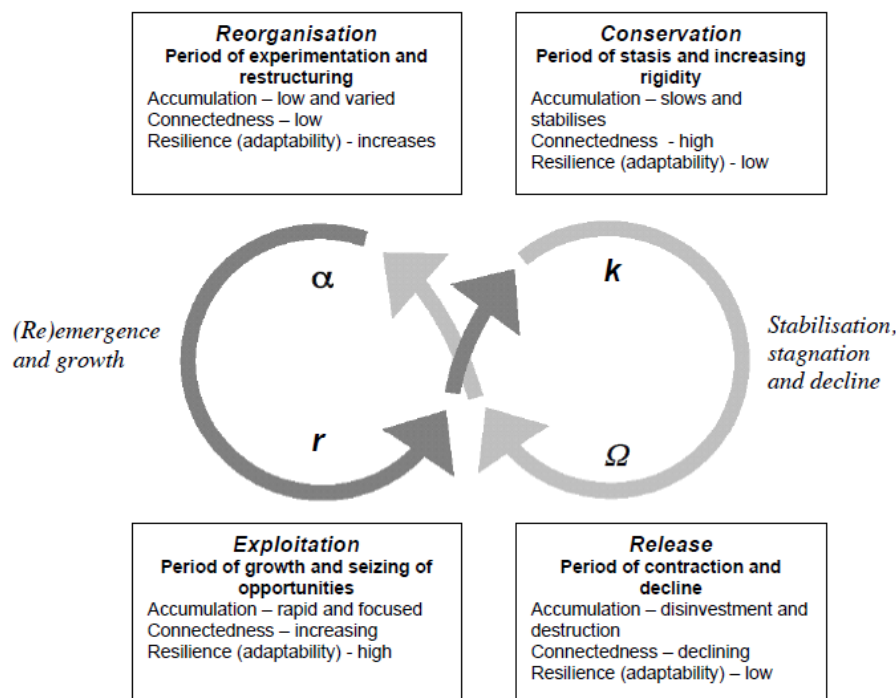 Reorganisation
Period of experimentation and
restructuring
Accumulation – low and varied
Connectedness – low
Resilience (adaptability) - increases
Conservation
Period of stasis and increasing
rigidity
Accumulation – slows and
stabilises
Connectedness  - high
Resilience (adaptability) - low
α
k
(Re)emergence
and growth
Stabilisation,
stagnation
and decline
r
Ω
Exploitation
Period of growth and seizing of
opportunities
Accumulation – rapid and focused
Connectedness – increasing
Resilience (adaptability) - high
Release
Period of contraction and
decline
Accumulation – disinvestment and
destruction
Connectedness – declining
Resilience (adaptability) – low